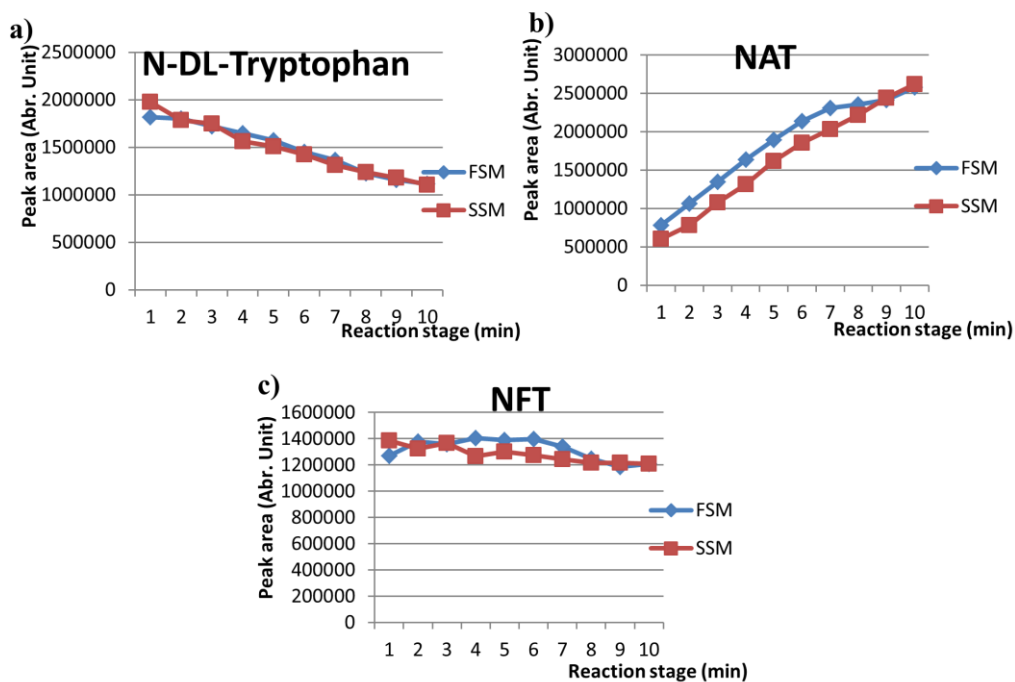 a)
N-DL-Tryptophan
Peak area (Abr. Unit)
2500000
2000000
1500000
1000000
500000
0
1 2 3 4 5 6 7 8 9 10
Reaction stage (min)
FSM
SSM
b)
NAT
Peak area (Abr. Unit)
3000000
2500000
2000000
1500000
1000000
500000
0
1 2 3 4 5 6 7 8 9 10
Reaction stage (min)
FSM
SSM
c)
NFT
Peak area (Abr. Unit)
1600000
1400000
1200000
1000000
800000
600000
400000
200000
0
1 2 3 4 5 6 7 8 9 10
Reaction stage (min)
FSM
SSM